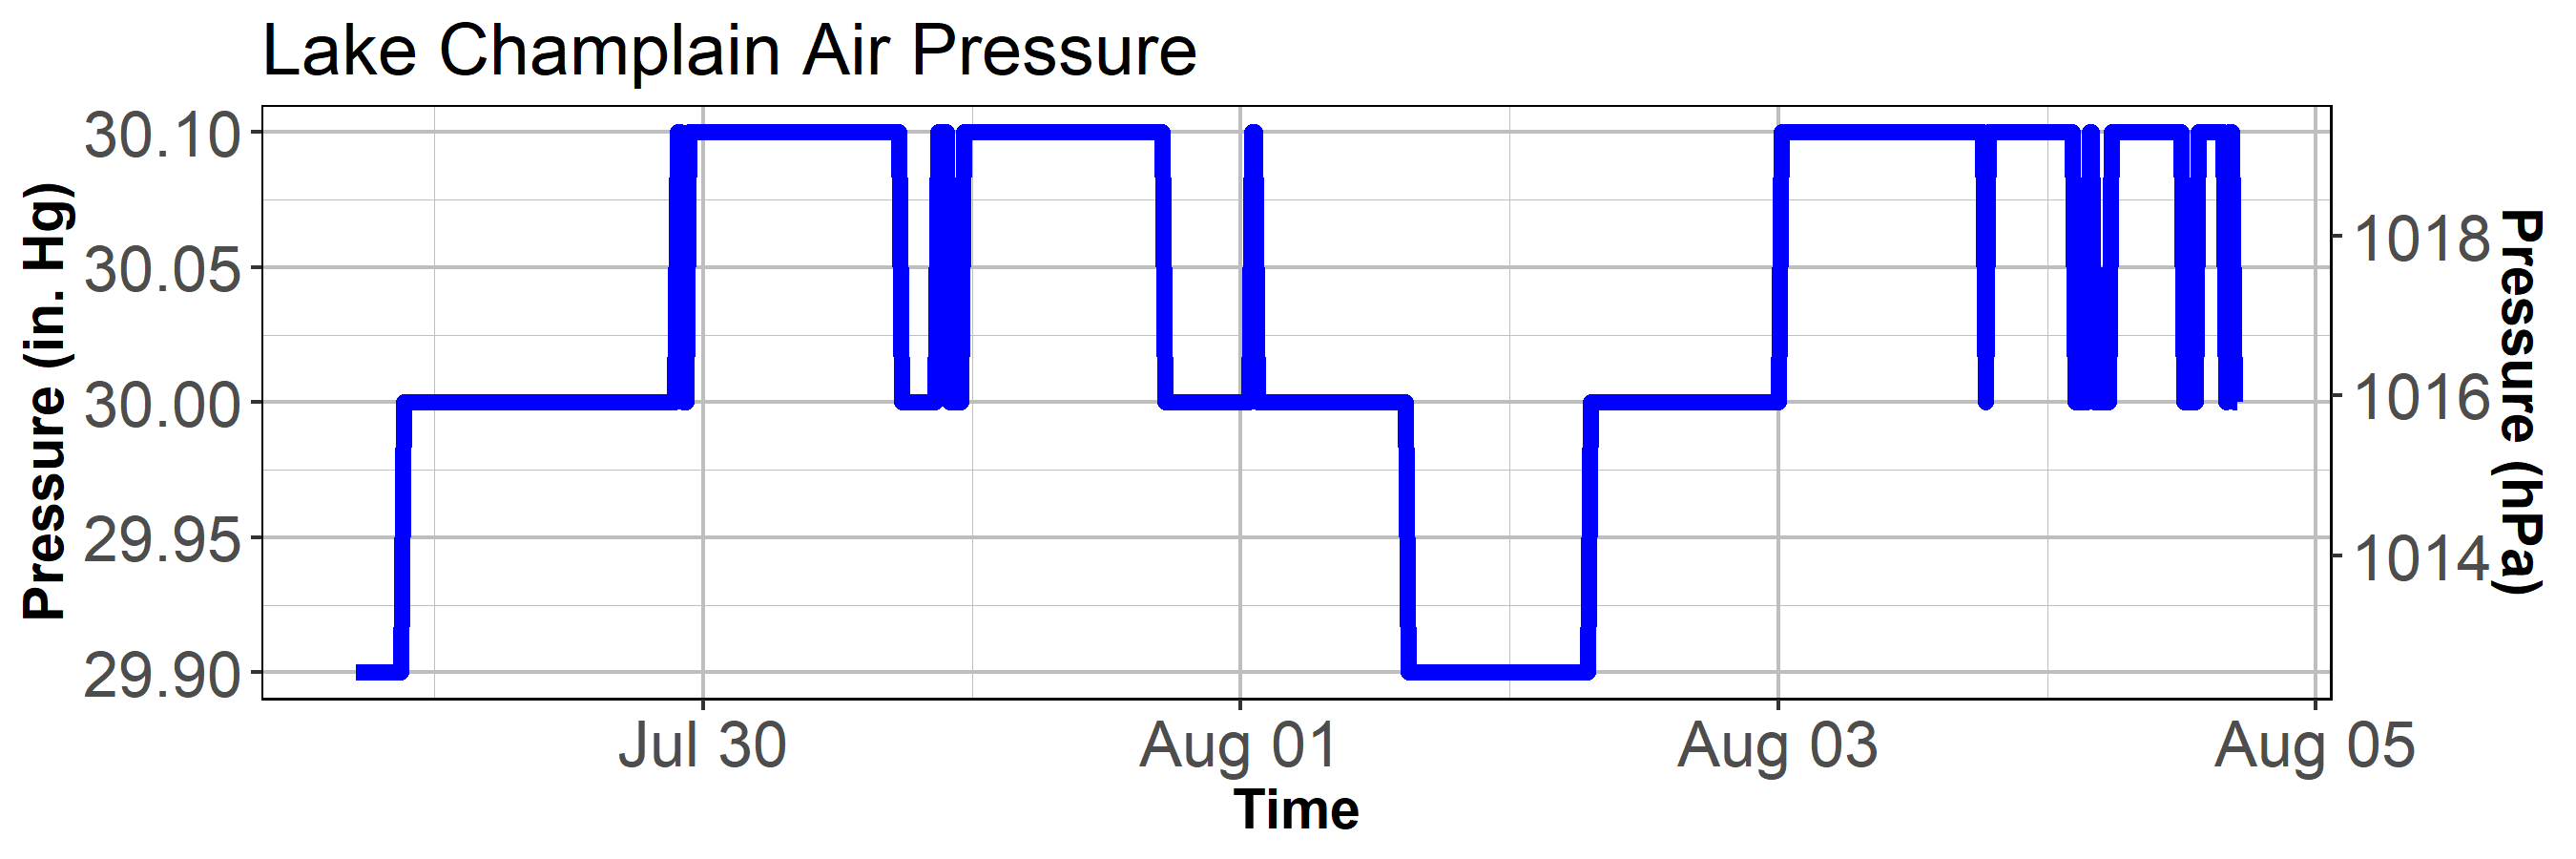 Lake Champlain Air Pressure
Pressure (in. Hg)
30.10
30.05
30.00
29.95
29.90
1018
1016
1014
Pressure (hPa)
Jul 30 Aug 01 Aug 03 Aug 05
Time